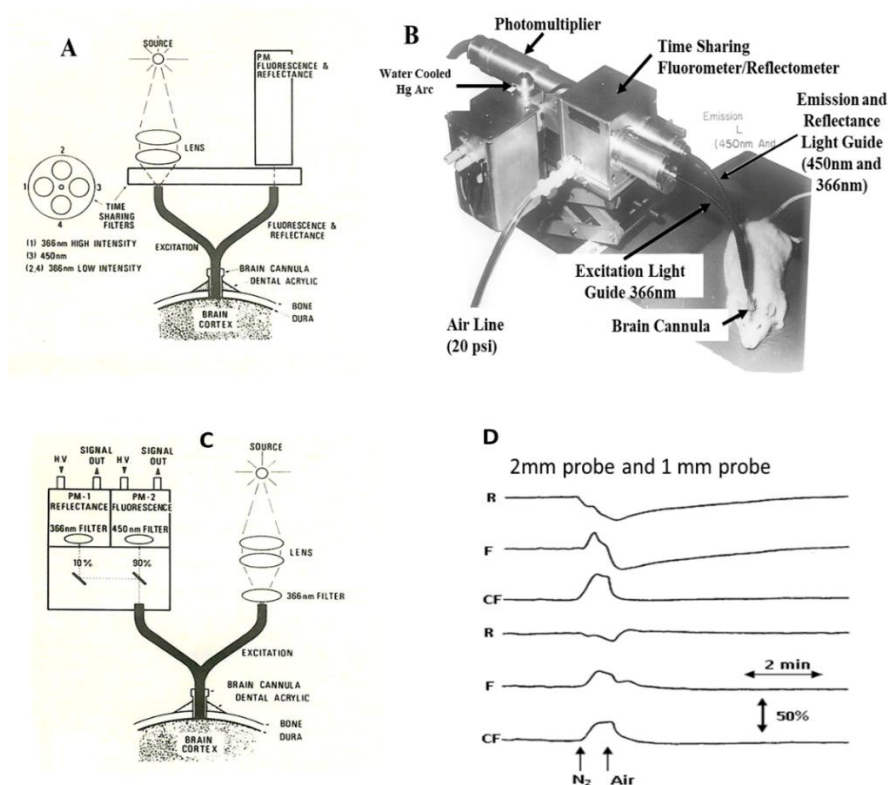 A
SOURCE
P.M.
FLUORESCENCE &
REFLECTANCE
LENS
2
1
3
4
TIME
SHARING
FILTERS
(1) 366nm HIGH INTENSITY
(3) 450nm
(2,4) 366nm LOW INTENSITY
EXCITATION
FLUORESCENCE &
REFLECTANCE
BRAIN CANNULA
DENTAL ACRYLIC
BONE
DURA
BRAIN
CORTEX
B
Photomultiplier
Water Cooled
Hg Arc
Time Sharing
Fluorometer/Reflectometer
Emission
L
(450nm And
Emission and
Reflectance
Light Guide
(450nm and
366nm)
Excitation Light
Guide 366nm
Air Line
(20 psi)
Brain Cannula
C
SIGNAL SIGNAL
HV OUT HV OUT
PM-1 PM-2
REFLECTANCE FLUORESCENCE
366nm FILTER 450nm FILTER
10% 90%
SOURCE
LENS
366nm FILTER
EXCITATION
BRAIN CANNULA
DENTAL ACRYLIC
BONE
DURA
BRAIN
CORTEX
D
2mm probe and 1 mm probe
R
F
CF
R
F
CF
2 min
50%
N₂ Air